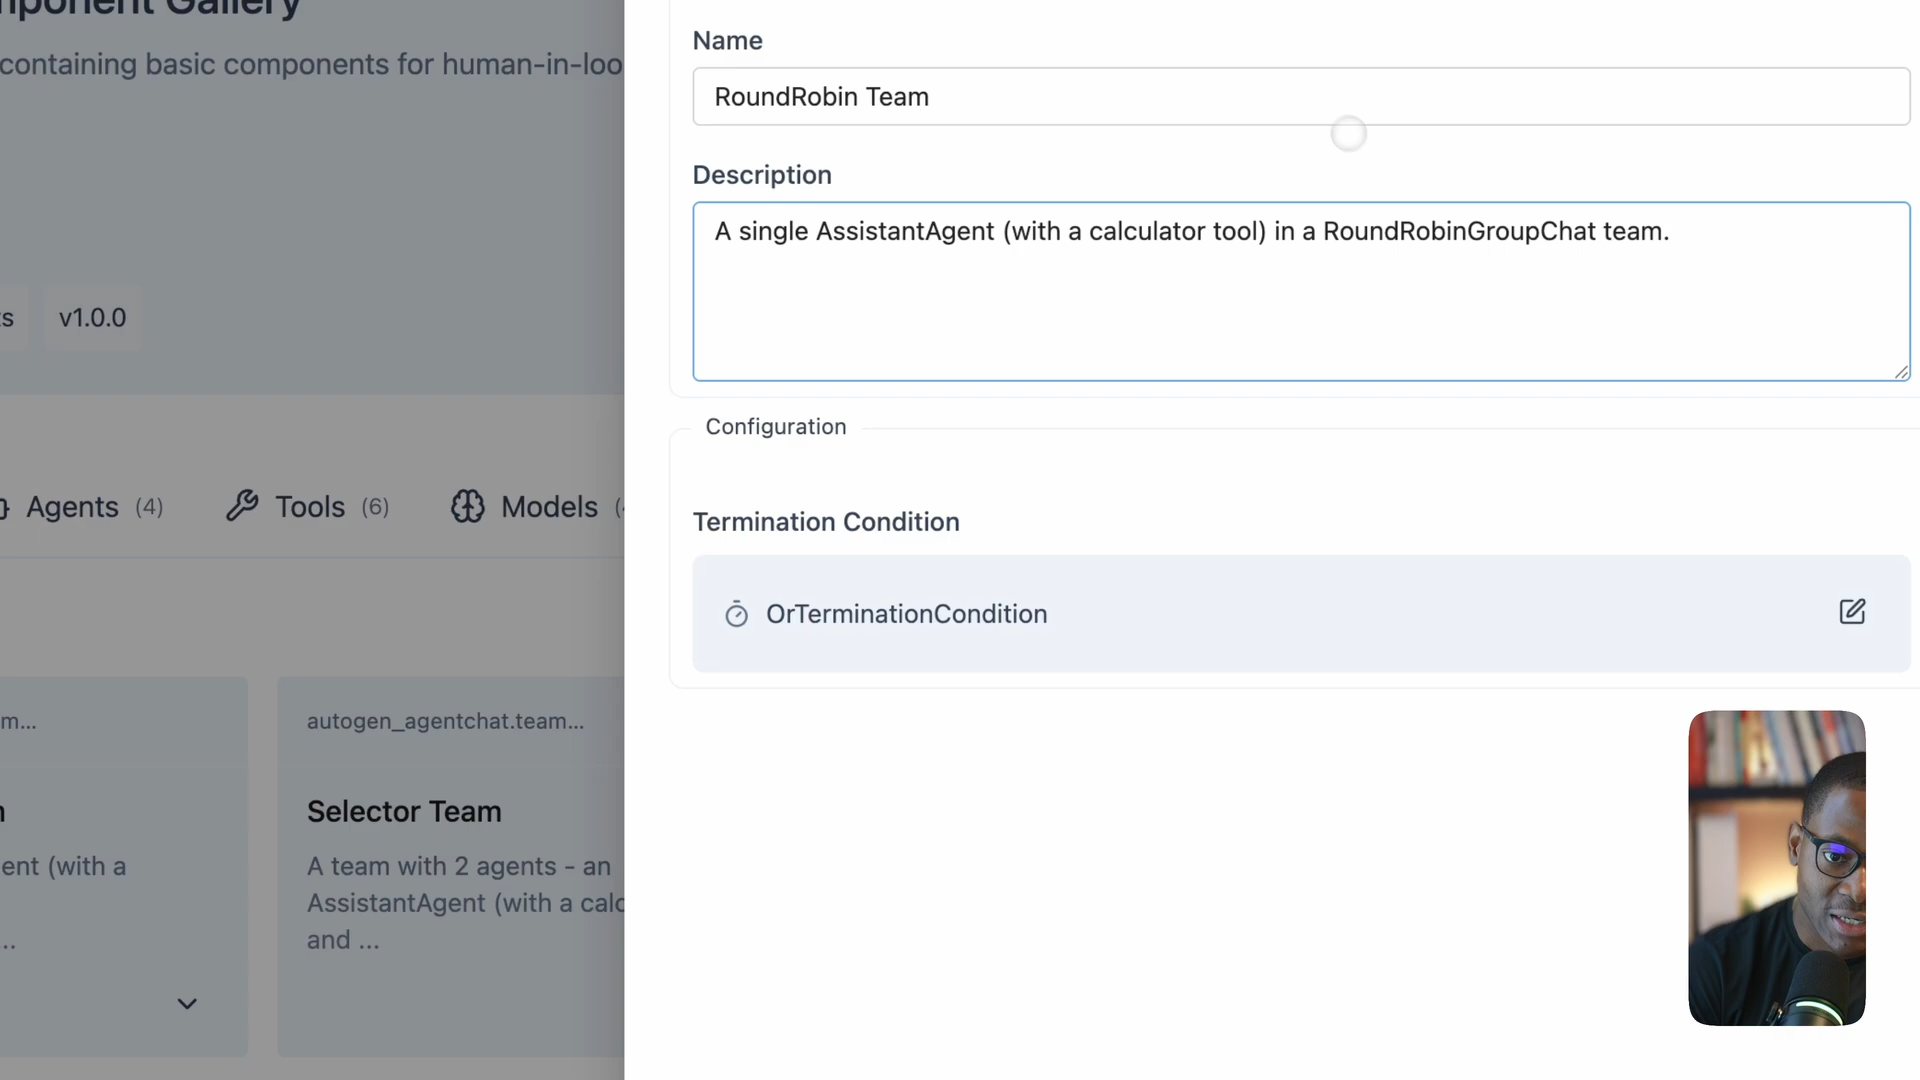 Component Gallery
containing basic components for human-in-loo
v1.0.0
Agents (4)
Tools (6)
Models
m...
autogen_agentchat.team...
Selector Team
ent (with a
A team with 2 agents - an
AssistantAgent (with a calc
and ...
..
Name
RoundRobin Team
Description
A single AssistantAgent (with a calculator tool) in a RoundRobinGroupChat team.
Configuration
Termination Condition
OrTerminationCondition